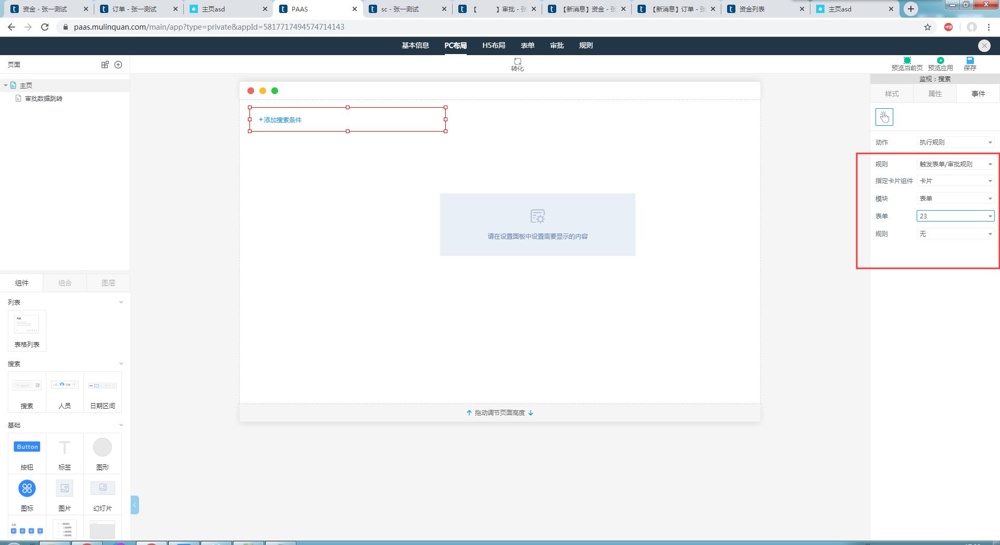 资金 - 张一测试
订单 - 张一测试
主页asd
PAAS
sc - 张一测试
【 】审批 - 张
【新消息】资金 - 张
【新消息】订单 - 张
资金列表
主页asd
paas.mulinquan.com/main/app?type=private&appId=5817717494574714143
基本信息
PC布局
H5布局
表单
审批
规则
页面
转化
预览当前页
预览应用
保存
主页
审批数据跳转
监视：搜索
样式
属性
事件
+添加搜索条件
动作
执行规则
规则
触发表单/审批规则
指定卡片组件
卡片
模块
表单
表单
23
规则
无
请在设置面板中设置需要显示的内容
拖动调节页面高度
组件
组合
图层
列表
表格列表
搜索
搜索
人员
日期区间
基础
Button
T
按钮
标签
图形
图标
图片
幻灯片